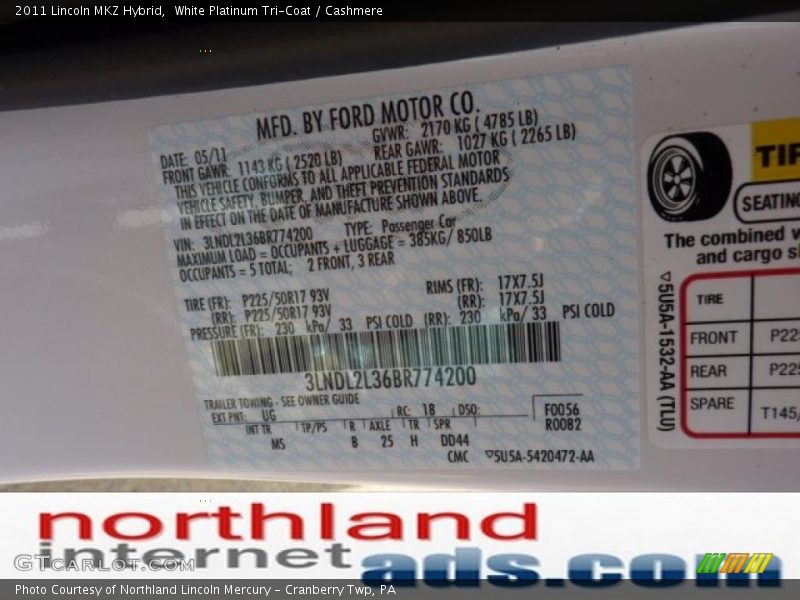 2011 Lincoln MKZ Hybrid,  White Platinum Tri-Coat / Cashmere
MFD. BY FORD MOTOR CO.
DATE: 05/11 GVWR: 2170 KG ( 4785 LB)
FRONT GAWR: 1143 KG ( 2520 LB) REAR GAWR: 1027 KG ( 2265 LB)
THIS VEHICLE CONFORMS TO ALL APPLICABLE FEDERAL MOTOR
VEHICLE SAFETY, BUMPER, AND THEFT PREVENTION STANDARDS
IN EFFECT ON THE DATE OF MANUFACTURE SHOWN ABOVE.
VIN: 3LNDL2L36BR774200 TYPE: Passenger Car
MAXIMUM LOAD = OCCUPANTS + LUGGAGE = 385KG/ 850LB
OCCUPANTS = 5 TOTAL; 2 FRONT, 3 REAR
TIRE (FR): P225/50R17 93V RIMS (FR): 17X7.5J
(RR): P225/50R17 93V (RR): 17X7.5J
PRESSURE (FR): 230 kPa/ 33 PSI COLD (RR): 230 kPa/ 33 PSI COLD
3LNDL2L36BR774200
TRAILER TOWING - SEE OWNER GUIDE
EXT PNT: UG RC: 18 DSO: F0056
R0082
INT TR TP/PS R AXLE TR SPR
MS B 25 H DD44
CMC ▽5U5A-5420472-AA
TIR
SEATING
The combined w
and cargo s
▽5U5A-1532-AA (TLU)
TIRE
FRONT P225
REAR P225
SPARE T145/
northland
internet
ads.com
GTCARLOT.COM
Photo Courtesy of Northland Lincoln Mercury - Cranberry Twp, PA